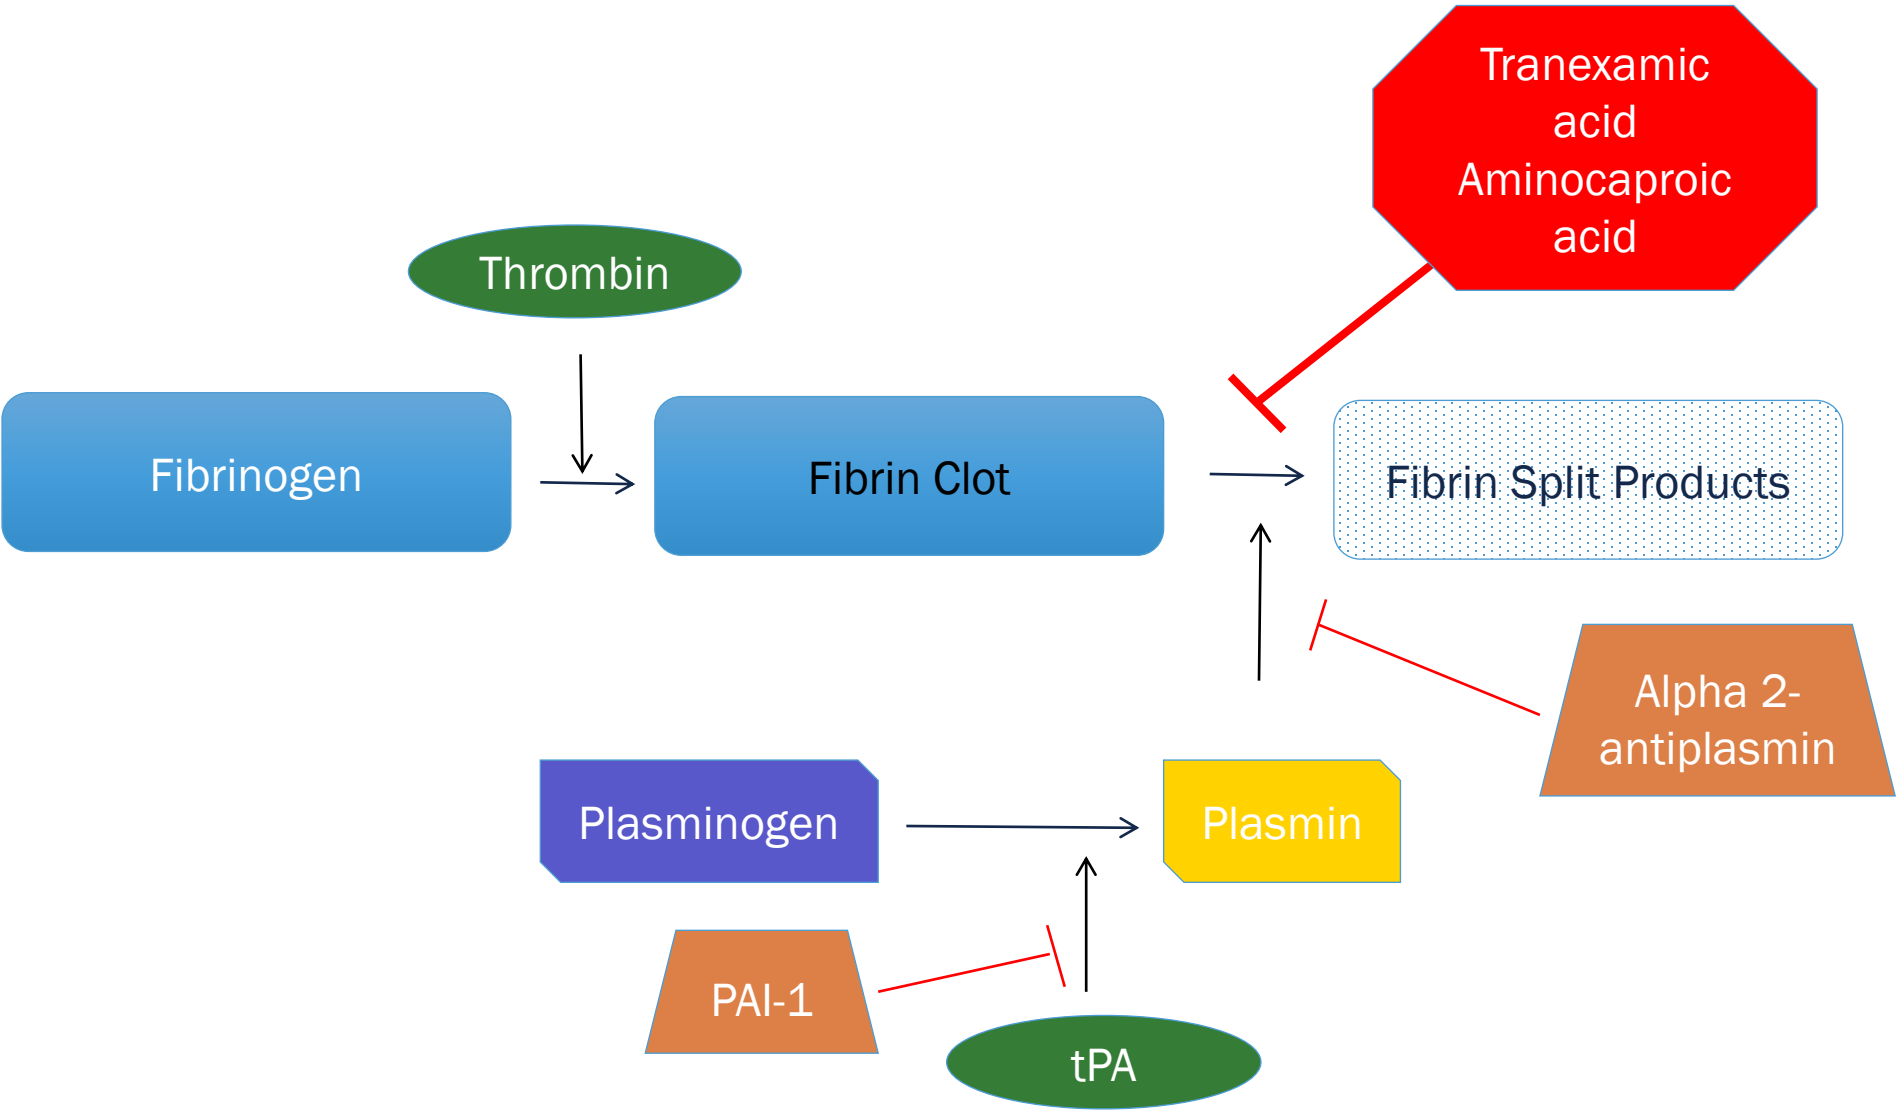 Tranexamic
acid
Aminocaproic
acid
Thrombin
Fibrinogen
Fibrin Clot
Fibrin Split Products
Alpha 2-
antiplasmin
Plasminogen
Plasmin
PAI-1
tPA